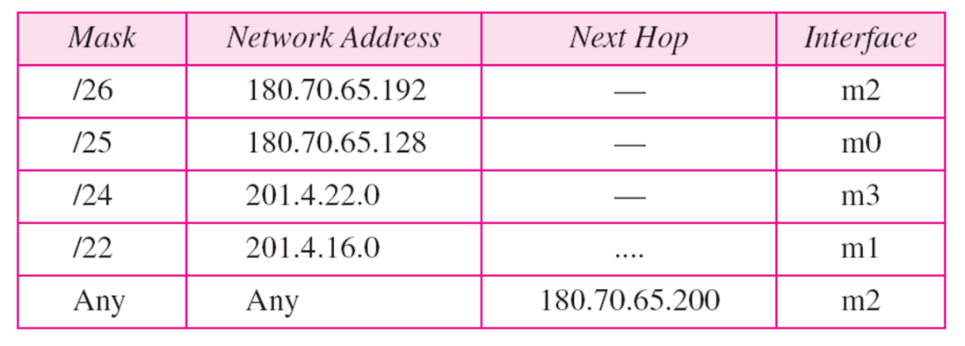 Mask Network Address Next Hop Interface
/26 180.70.65.192 — m2
/25 180.70.65.128 — m0
/24 201.4.22.0 — m3
/22 201.4.16.0 .... m1
Any Any 180.70.65.200 m2